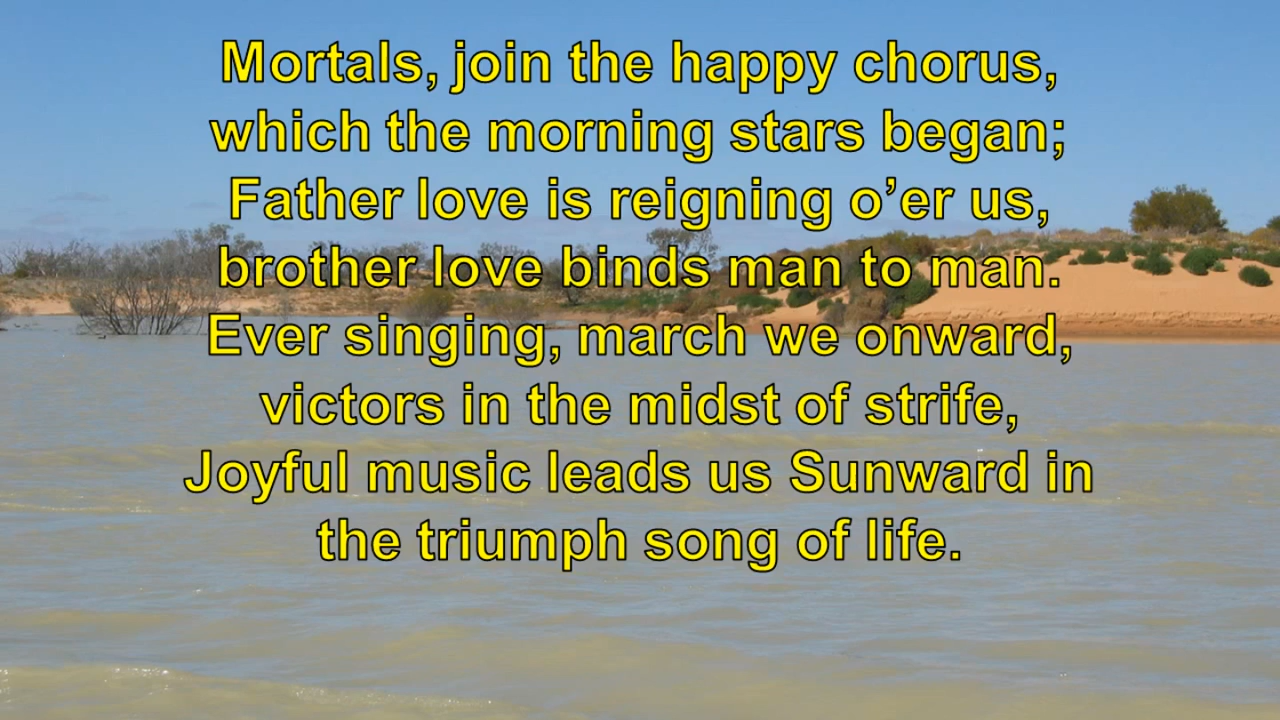 Mortals, join the happy chorus,
which the morning stars began;
Father love is reigning o’er us,
brother love binds man to man.
Ever singing, march we onward,
victors in the midst of strife,
Joyful music leads us Sunward in
the triumph song of life.